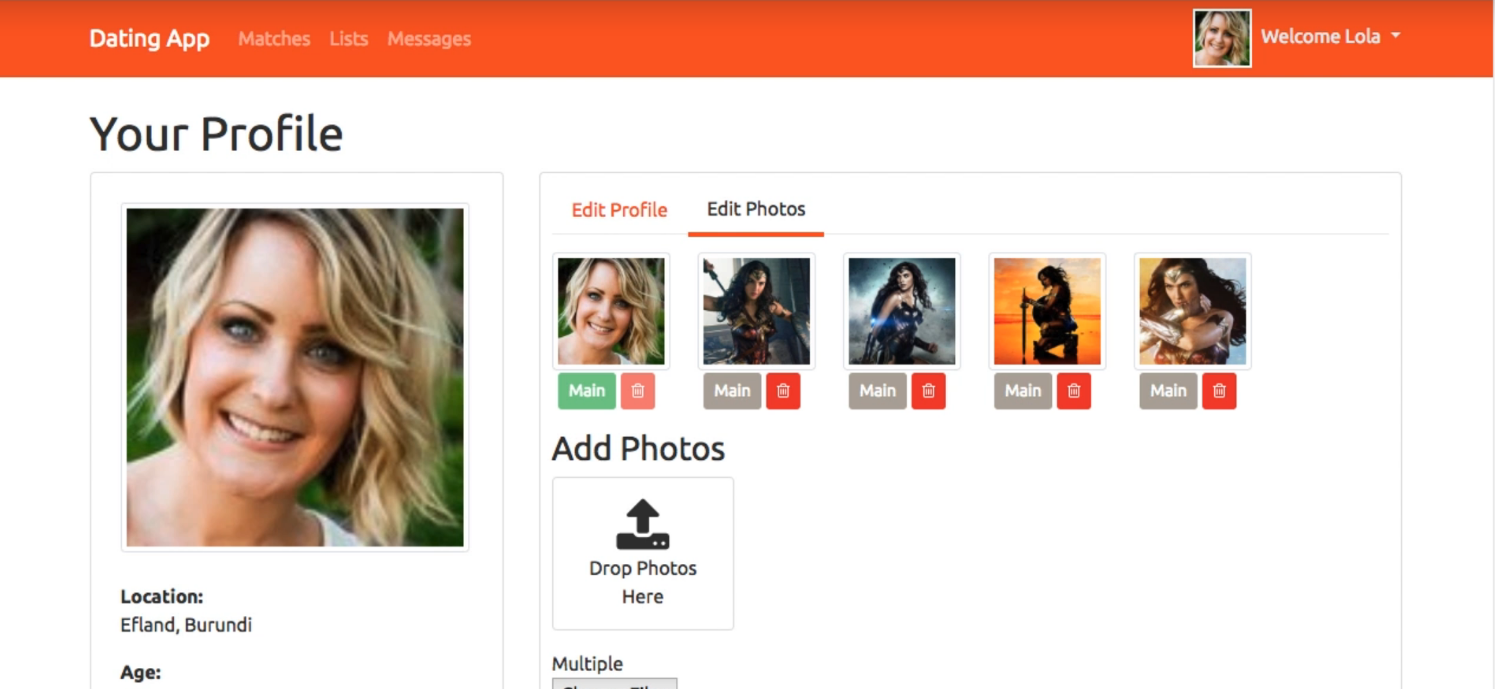 Dating App Matches Lists Messages Welcome Lola
Your Profile
Edit Profile Edit Photos
Main Main Main Main Main
Add Photos
Drop Photos
Here
Location:
Efland, Burundi
Multiple
Age: